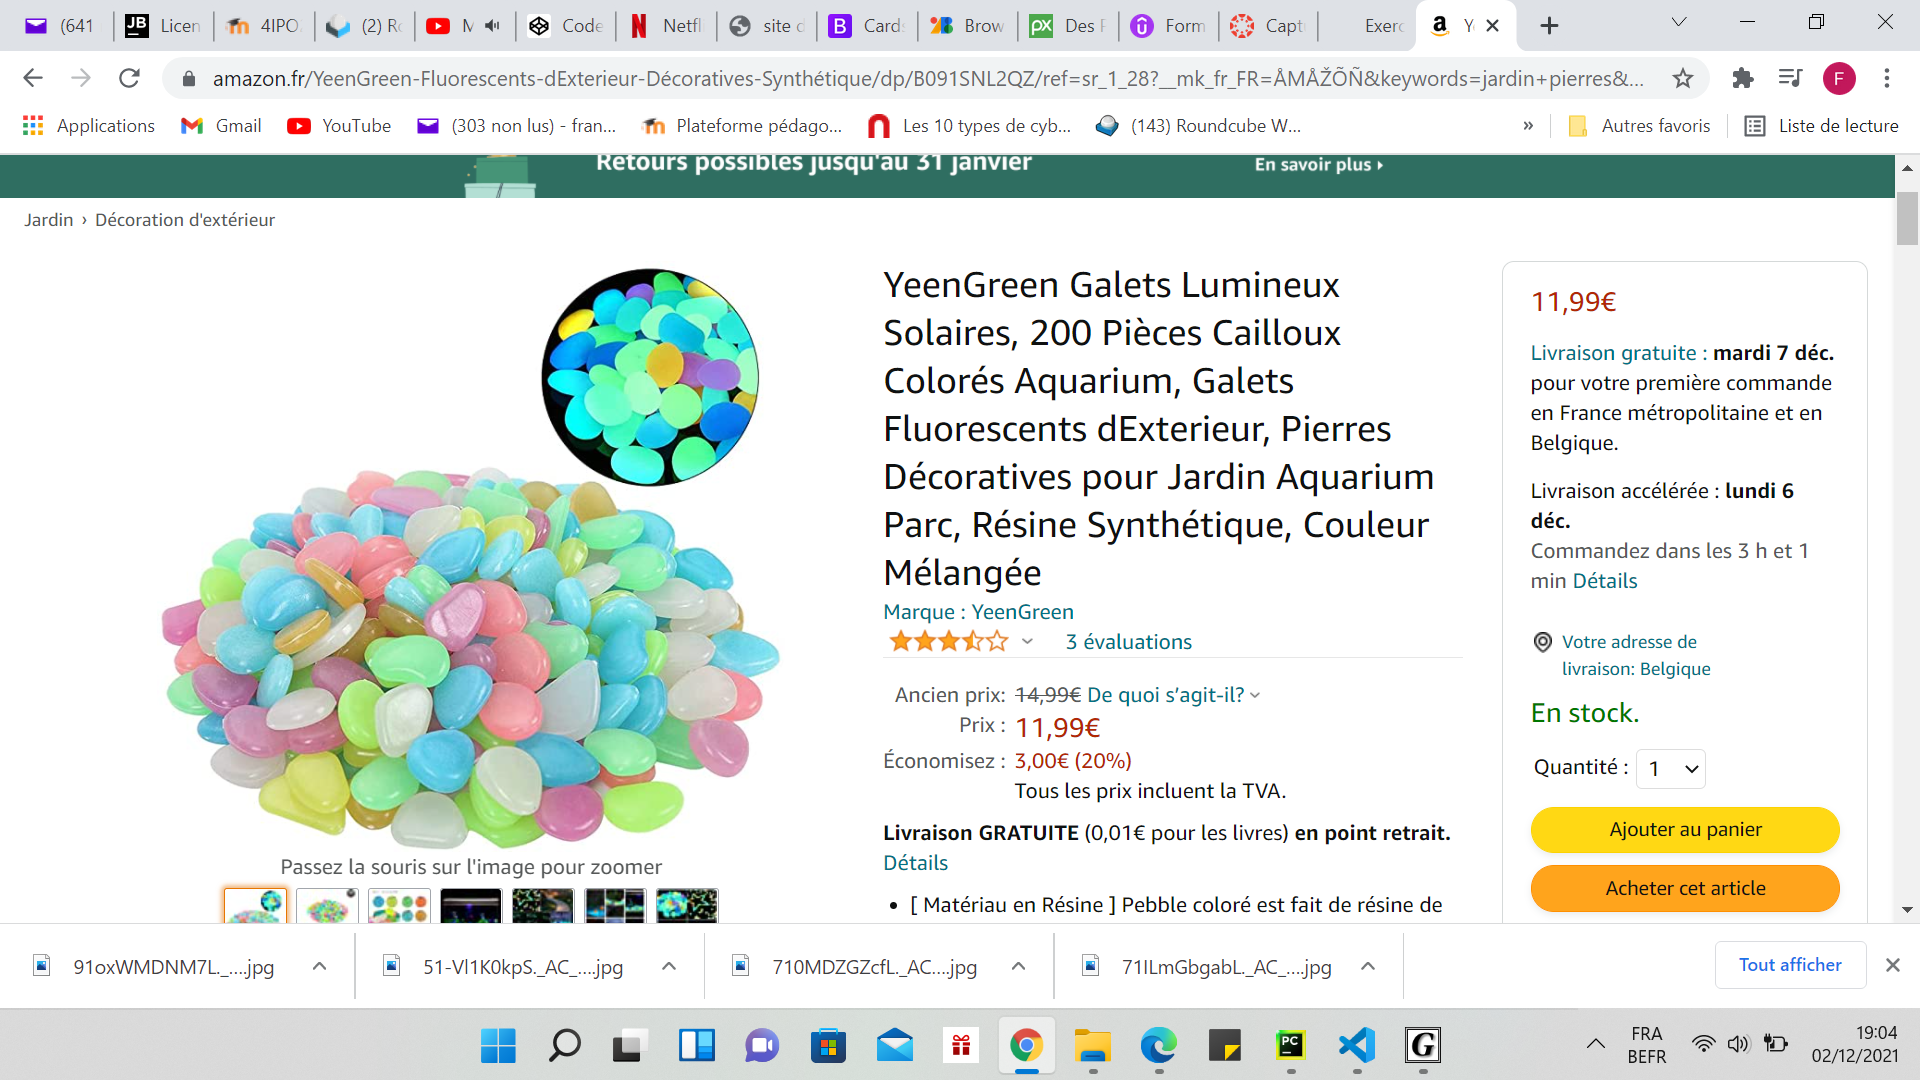 (641
Licen
4IPO
(2) Rc
M
Code
Netfl
site d
Cards
Brow
Des F
Form
Capt
Exerc
Y
amazon.fr/YeenGreen-Fluorescents-dExterieur-Décoratives-Synthétique/dp/B091SNL2QZ/ref=sr_1_28?__mk_fr_FR=ÅMÅŽÕÑ&keywords=jardin+pierres&...
F
Applications
Gmail
YouTube
(303 non lus) - fran...
Plateforme pédago...
Les 10 types de cyb...
(143) Roundcube W...
»
Autres favoris
Liste de lecture
Retours possibles jusqu'au 31 janvier
En savoir plus ›
Jardin › Décoration d'extérieur
YeenGreen Galets Lumineux
Solaires, 200 Pièces Cailloux
Colorés Aquarium, Galets
Fluorescents dExterieur, Pierres
Décoratives pour Jardin Aquarium
Parc, Résine Synthétique, Couleur
Mélangée
Marque : YeenGreen
3 évaluations
Ancien prix: 14,99€ De quoi s'agit-il?
Prix : 11,99€
Économisez : 3,00€ (20%)
Tous les prix incluent la TVA.
Livraison GRATUITE (0,01€ pour les livres) en point retrait.
Détails
• [ Matériau en Résine ] Pebble coloré est fait de résine de
Passez la souris sur l'image pour zoomer
11,99€
Livraison gratuite : mardi 7 déc.
pour votre première commande
en France métropolitaine et en
Belgique.
Livraison accélérée : lundi 6
déc.
Commandez dans les 3 h et 1
min Détails
Votre adresse de
livraison: Belgique
En stock.
Quantité : 1
Ajouter au panier
Acheter cet article
91oxWMDNM7L._....jpg
51-Vl1K0kpS._AC_....jpg
710MDZGZcfL._AC....jpg
71ILmGbgabL._AC_....jpg
Tout afficher
PC
G
FRA
BEFR
19:04
02/12/2021